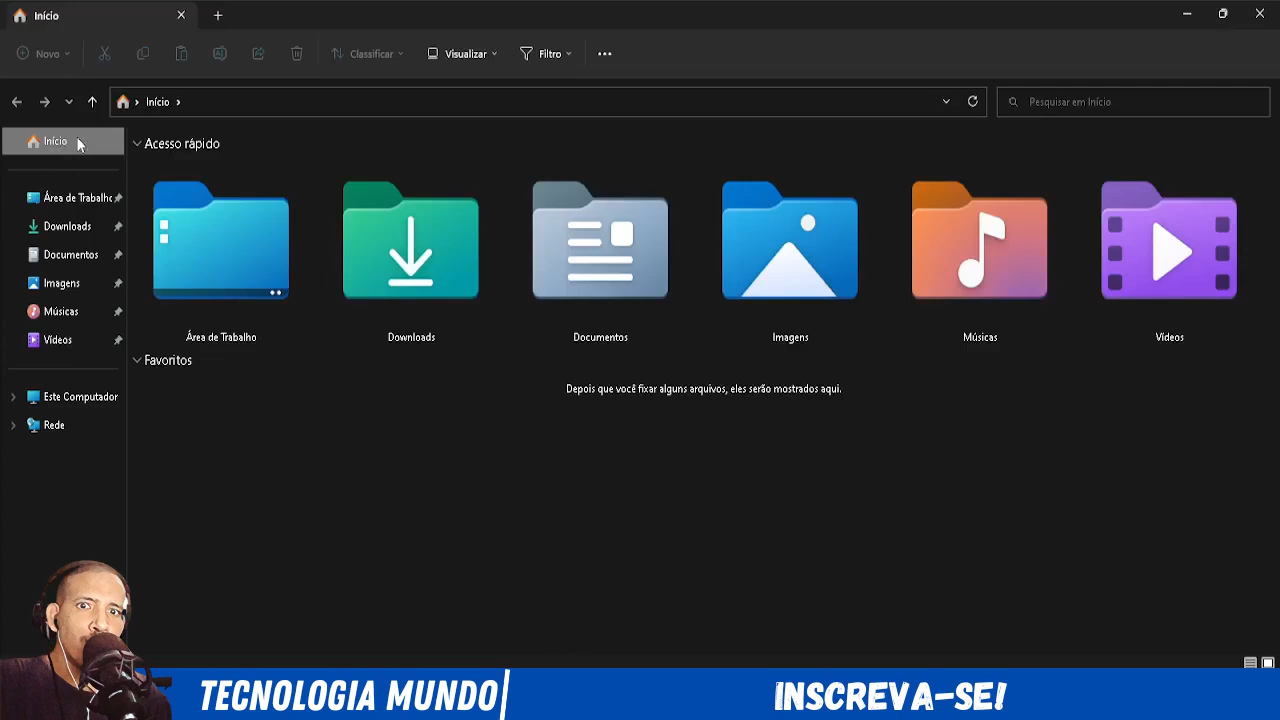 Início
Novo
Classificar
Visualizar
Filtro
Início
Pesquisar em Início
Início
Área de Trabalho
Downloads
Documentos
Imagens
Músicas
Vídeos
Este Computador
Rede
Acesso rápido
Área de Trabalho
Downloads
Documentos
Imagens
Músicas
Vídeos
Favoritos
Depois que você fixar alguns arquivos, eles serão mostrados aqui.
TECNOLOGIA MUNDO
INSCREVA-SE!